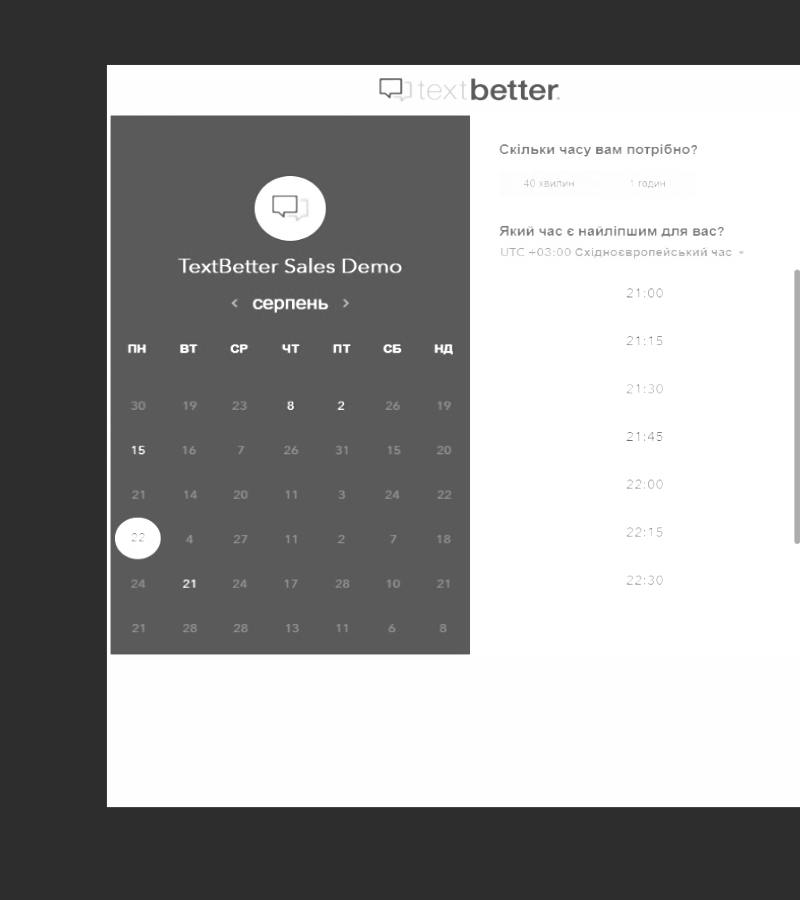 textbetter.
TextBetter Sales Demo
‹ серпень ›
ПН ВТ СР ЧТ ПТ СБ НД
30 19 23 8 2 26 19
15 16 7 26 31 15 20
21 14 20 11 3 24 22
22 4 27 11 2 7 18
24 21 24 17 28 10 21
21 28 28 13 11 6 8
Скільки часу вам потрібно?
40 хвилин 1 годин
Який час є найліпшим для вас?
UTC +03:00 Східноєвропейський час
21:00
21:15
21:30
21:45
22:00
22:15
22:30